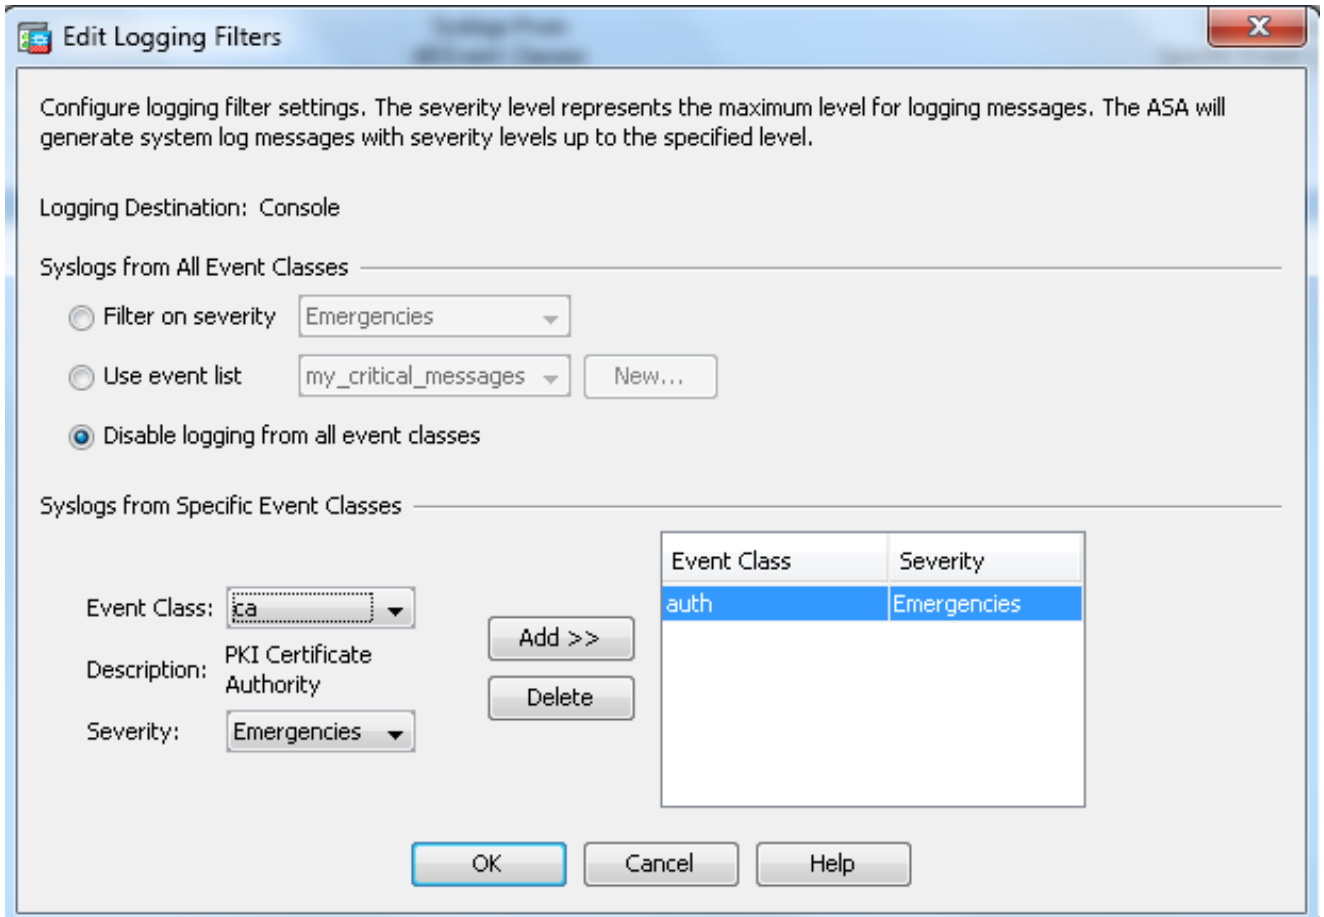 Edit Logging Filters
Configure logging filter settings. The severity level represents the maximum level for logging messages. The ASA will
generate system log messages with severity levels up to the specified level.
Logging Destination: Console
Syslogs from All Event Classes
Filter on severity Emergencies
Use event list my_critical_messages New...
Disable logging from all event classes
Syslogs from Specific Event Classes
Event Class Severity
auth Emergencies
Event Class: ca
Add >>
Description: PKI Certificate
Authority
Delete
Severity: Emergencies
OK Cancel Help